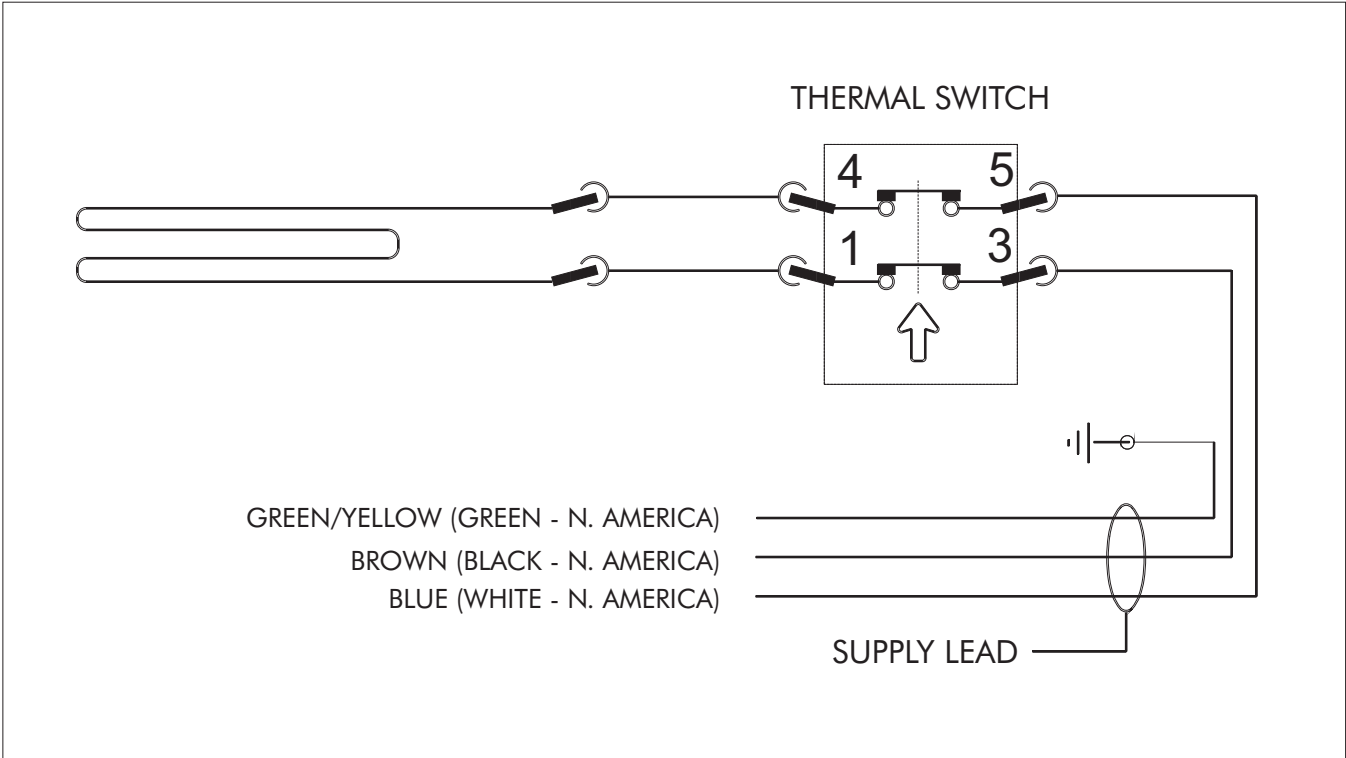 THERMAL SWITCH
4 5
1 3
GREEN/YELLOW (GREEN - N. AMERICA)
BROWN (BLACK - N. AMERICA)
BLUE (WHITE - N. AMERICA)
SUPPLY LEAD